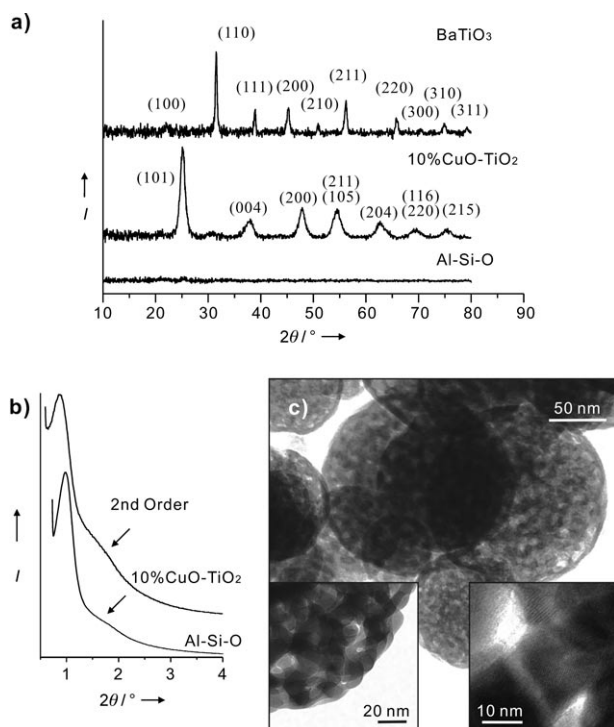 a)
BaTiO₃
(110)
(100)
(111)
(200)
(210)
(211)
(220)
(300)
(310)
(311)
10%CuO-TiO₂
(101)
(004)
(200)
(211)
(105)
(204)
(116)
(220)
(215)
Al-Si-O
I
10 20 30 40 50 60 70 80 90
2θ/°
b)
2nd Order
10%CuO-TiO₂
Al-Si-O
I
1 2 3 4
2θ/°
c)
50 nm
20 nm
10 nm